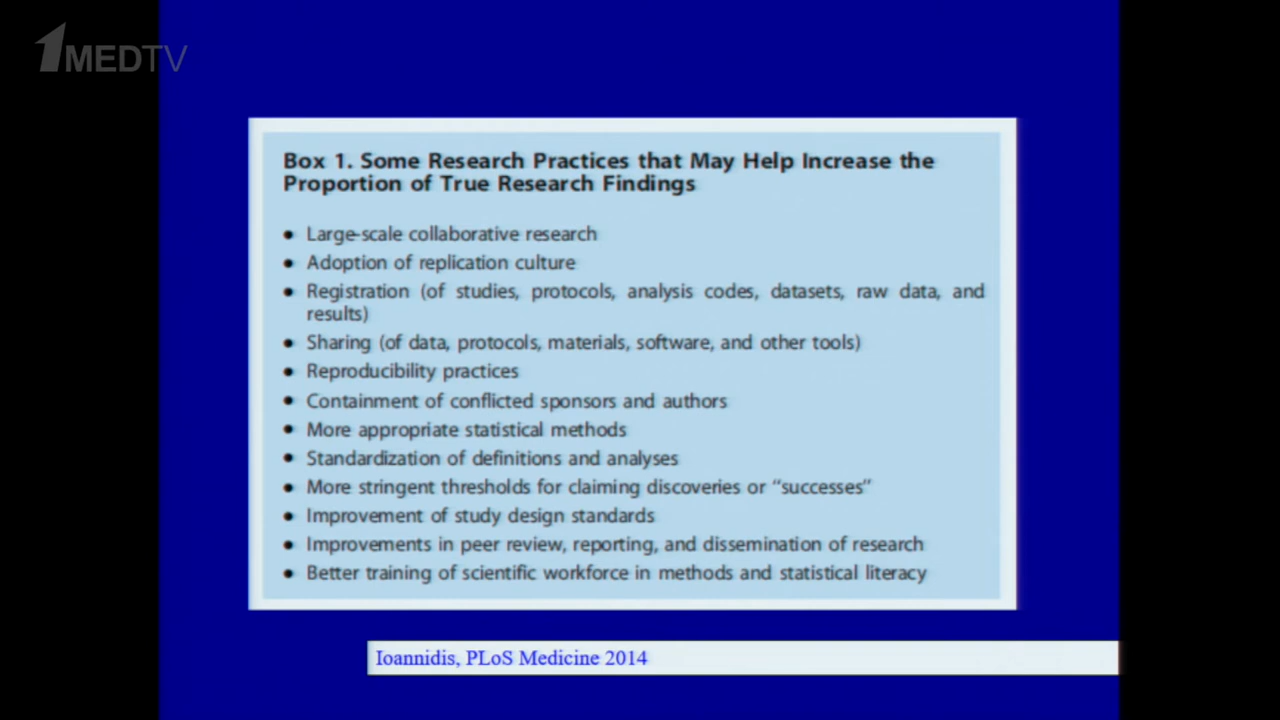 1MEDTV
Box 1. Some Research Practices that May Help Increase the
Proportion of True Research Findings
• Large-scale collaborative research
• Adoption of replication culture
• Registration (of studies, protocols, analysis codes, datasets, raw data, and
results)
• Sharing (of data, protocols, materials, software, and other tools)
• Reproducibility practices
• Containment of conflicted sponsors and authors
• More appropriate statistical methods
• Standardization of definitions and analyses
• More stringent thresholds for claiming discoveries or “successes”
• Improvement of study design standards
• Improvements in peer review, reporting, and dissemination of research
• Better training of scientific workforce in methods and statistical literacy
Ioannidis, PLoS Medicine 2014